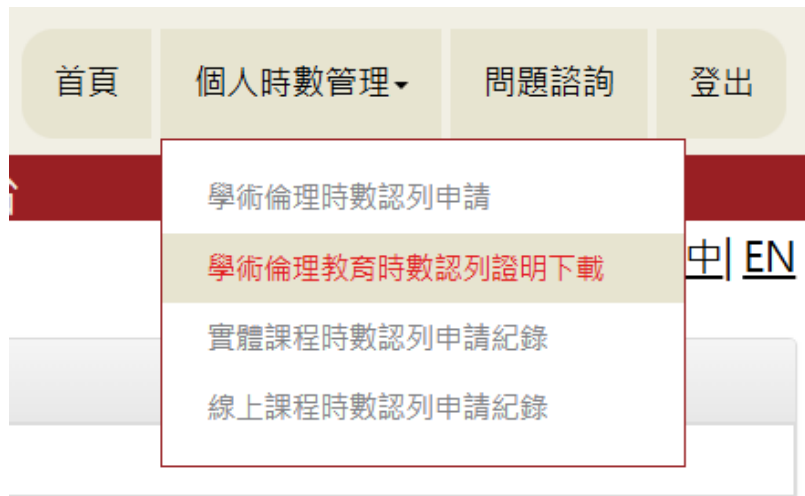 首頁 個人時數管理 問題諮詢 登出
學術倫理時數認列申請
學術倫理教育時數認列證明下載
中| EN
實體課程時數認列申請紀錄
線上課程時數認列申請紀錄